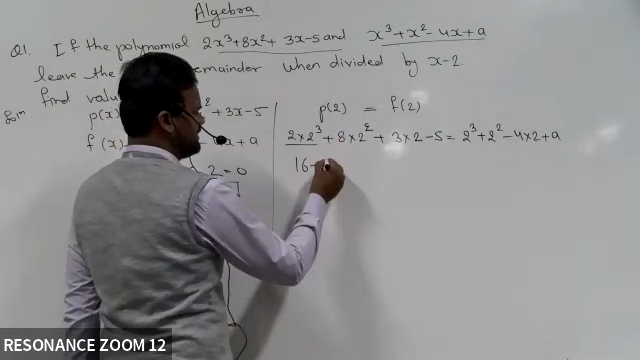 Algebra
Q1. If the polynomial 2x³+8x²+ 3x-5 and x³+x²-4x+a
leave the remainder when divided by x-2.
find valu
Soln p(x) ² +3x-5
f(x) x+a
2=0
p(2) = f(2)
2×2³+8×2²+ 3×2-5= 2³+2²-4×2+a
16-
RESONANCE ZOOM 12